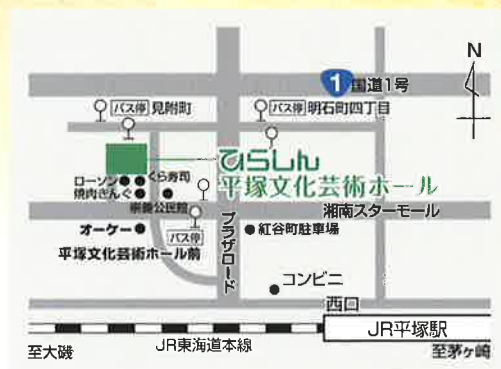 N
1 国道1号
バス停 見附町
バス停 明石町四丁目
ひらしん
平塚文化芸術ホール
ローソン
くら寿司
焼肉きんぐ
崇善公民館
湘南スターモール
オーケー
バス停
平塚文化芸術ホール前
プラザロード
紅谷町駐車場
コンビニ
西口
JR平塚駅
至大磯
JR東海道本線
至茅ヶ崎